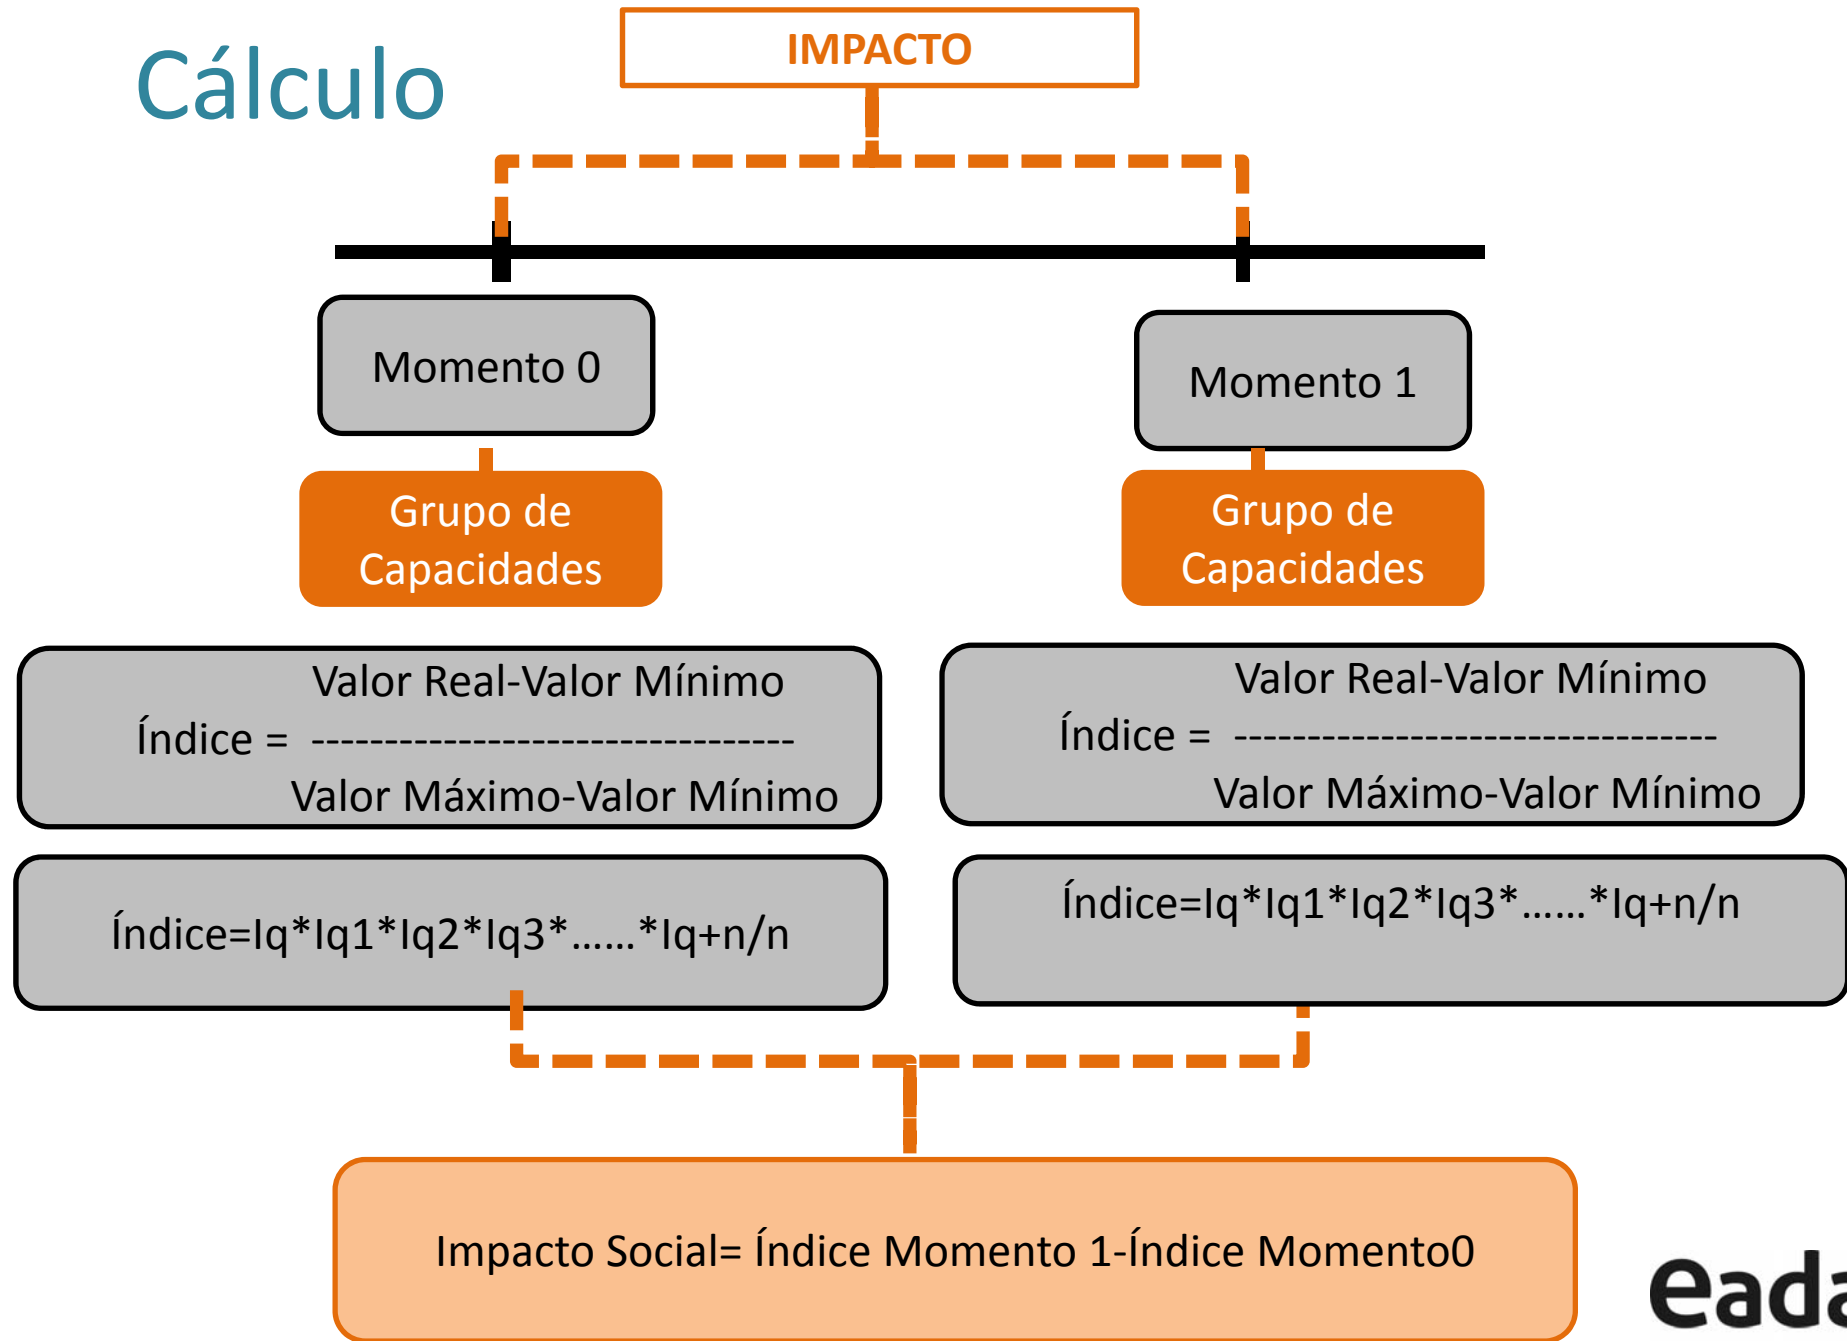 Cálculo
IMPACTO
Momento 0
Momento 1
Grupo de
Capacidades
Grupo de
Capacidades
Valor Real-Valor Mínimo
Índice = ---------------------------------
Valor Máximo-Valor Mínimo
Valor Real-Valor Mínimo
Índice = ---------------------------------
Valor Máximo-Valor Mínimo
Índice=Iq*Iq1*Iq2*Iq3*......*Iq+n/n
Índice=Iq*Iq1*Iq2*Iq3*......*Iq+n/n
Impacto Social= Índice Momento 1-Índice Momento0
eada